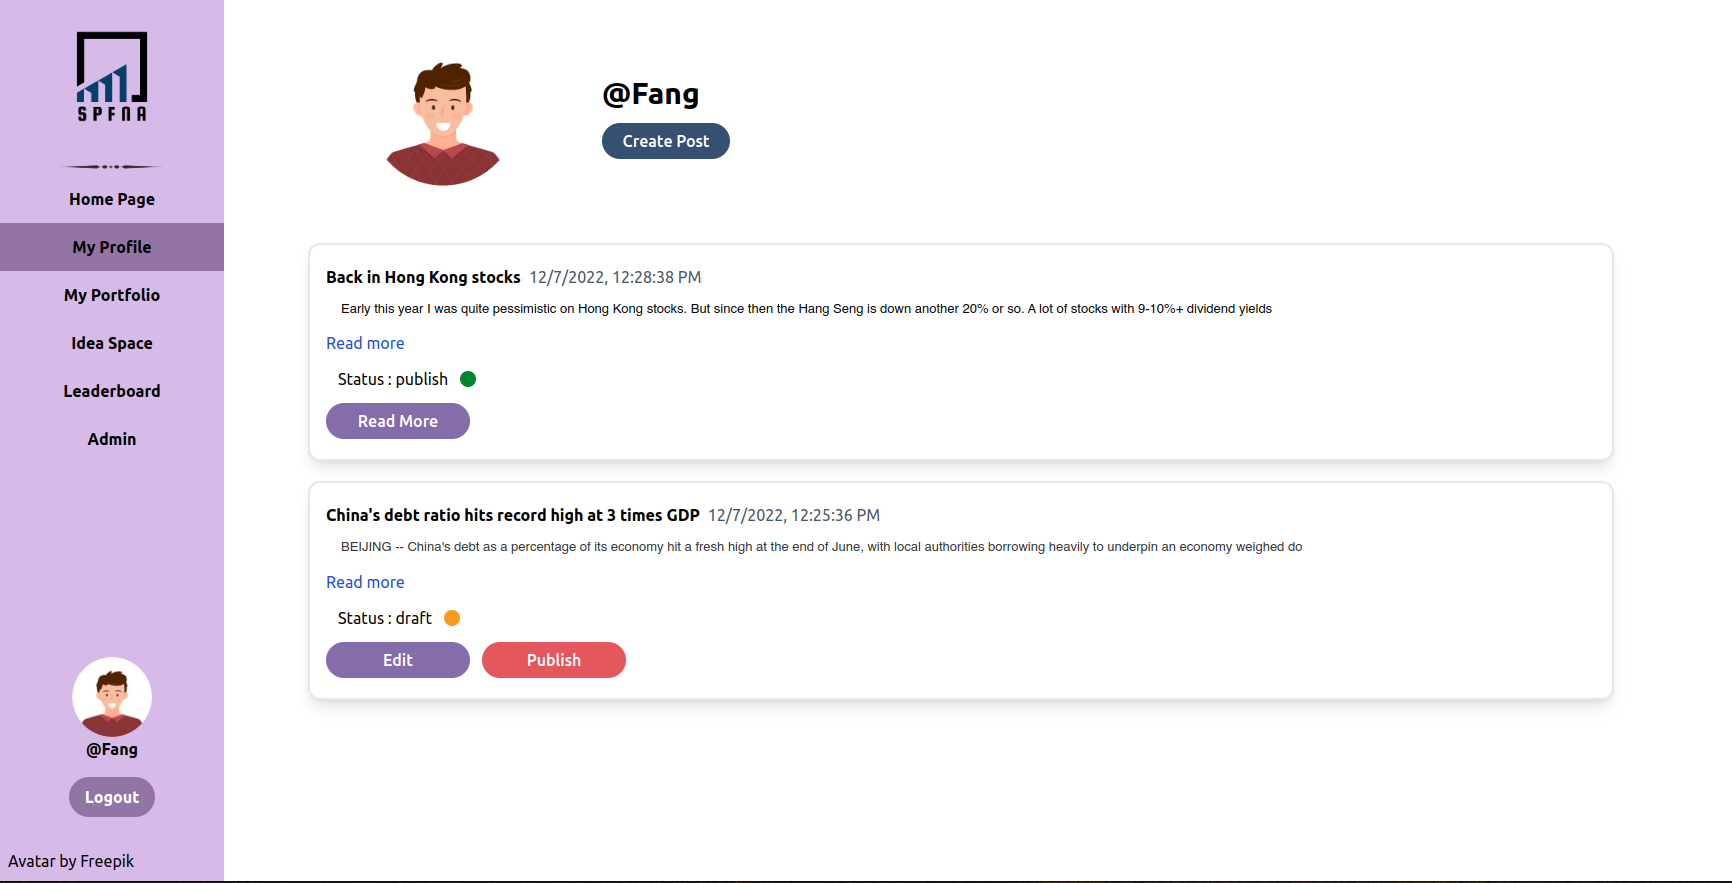 SPFNA
Home Page
My Profile
My Portfolio
Idea Space
Leaderboard
Admin
@Fang
Logout
Avatar by Freepik
@Fang
Create Post
Back in Hong Kong stocks 12/7/2022, 12:28:38 PM
Early this year I was quite pessimistic on Hong Kong stocks. But since then the Hang Seng is down another 20% or so. A lot of stocks with 9-10%+ dividend yields
Read more
Status : publish
Read More
China's debt ratio hits record high at 3 times GDP 12/7/2022, 12:25:36 PM
BEIJING -- China's debt as a percentage of its economy hit a fresh high at the end of June, with local authorities borrowing heavily to underpin an economy weighed do
Read more
Status : draft
Edit Publish